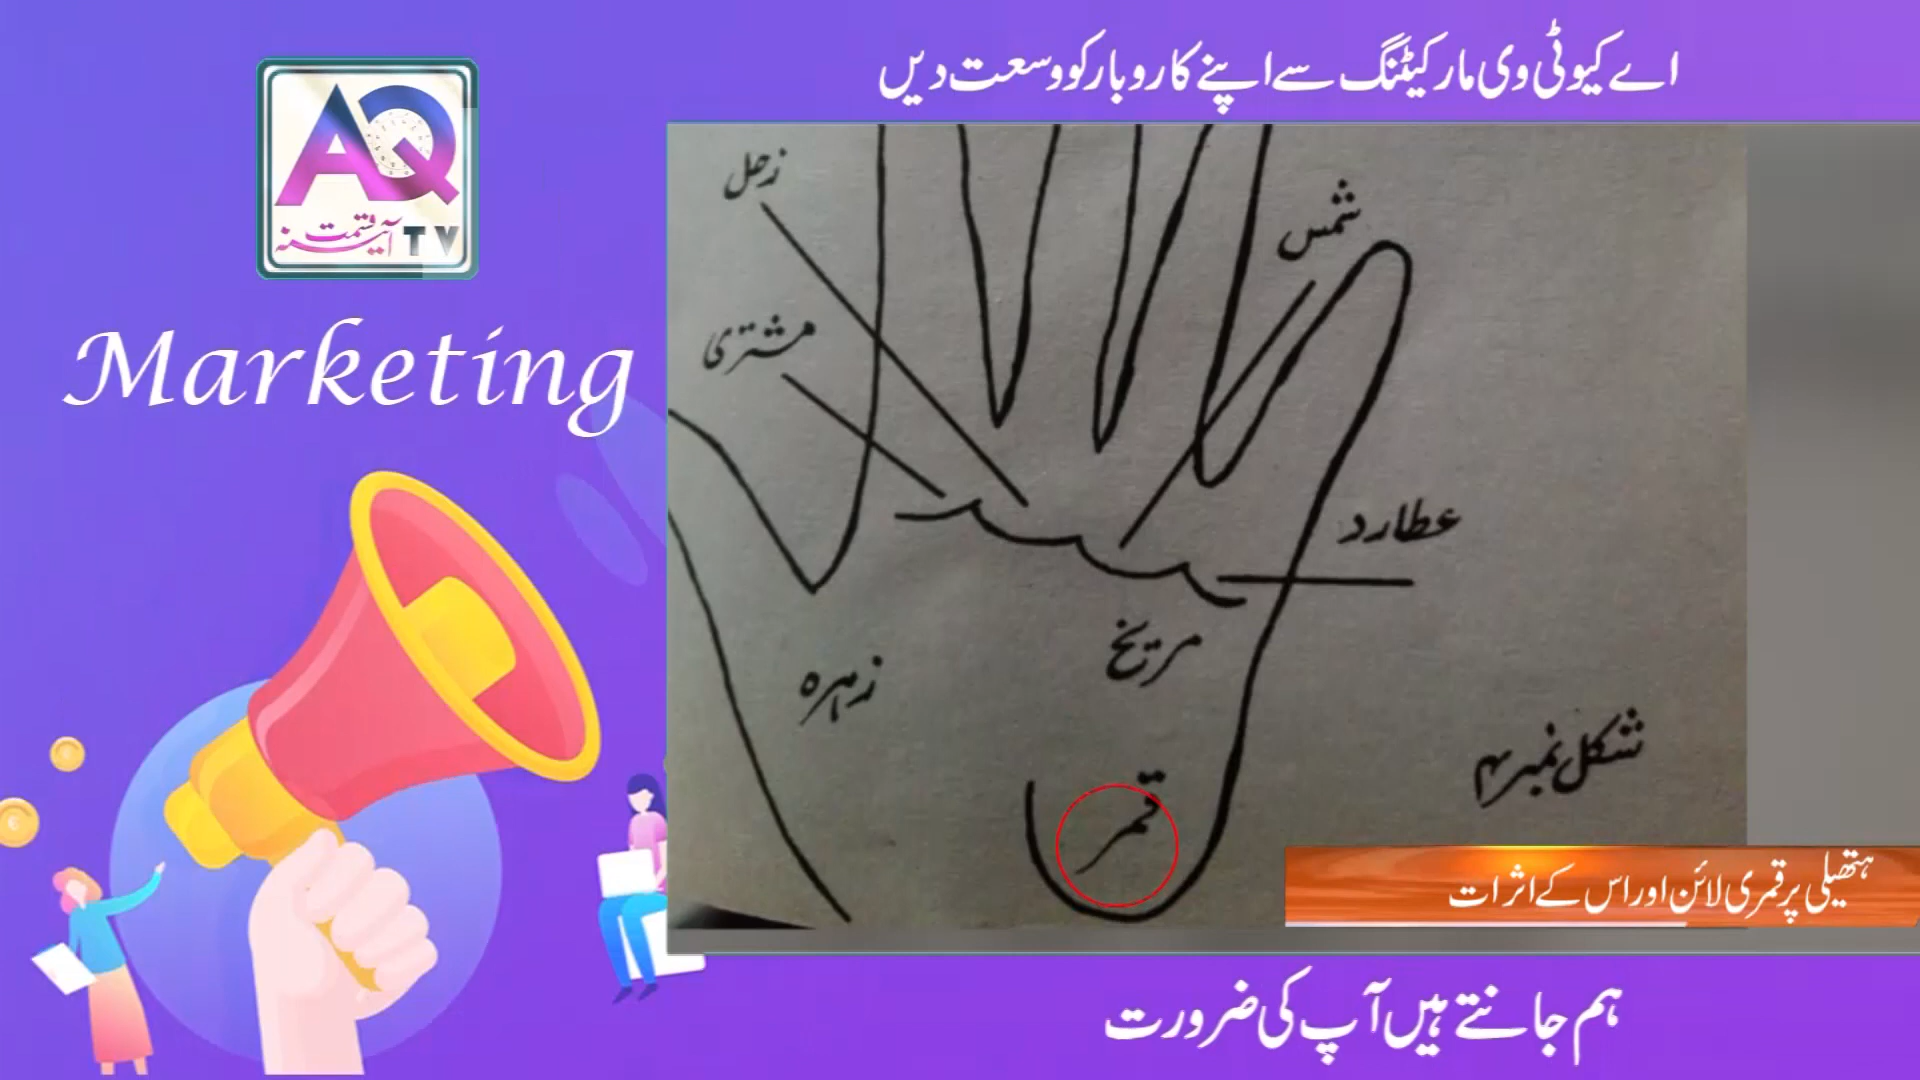 اے کیو ٹی وی مارکیٹنگ سے اپنے کاروبار کو وسعت دیں
AQ
آئینہ قسمت TV
Marketing
زحل
شمس
مشتری
عطارد
مریخ
زہرہ
شکل نمبر ۴
قمر
ہتھیلی پر قمری لائن اور اس کے اثرات
ہم جانتے ہیں آپ کی ضرورت